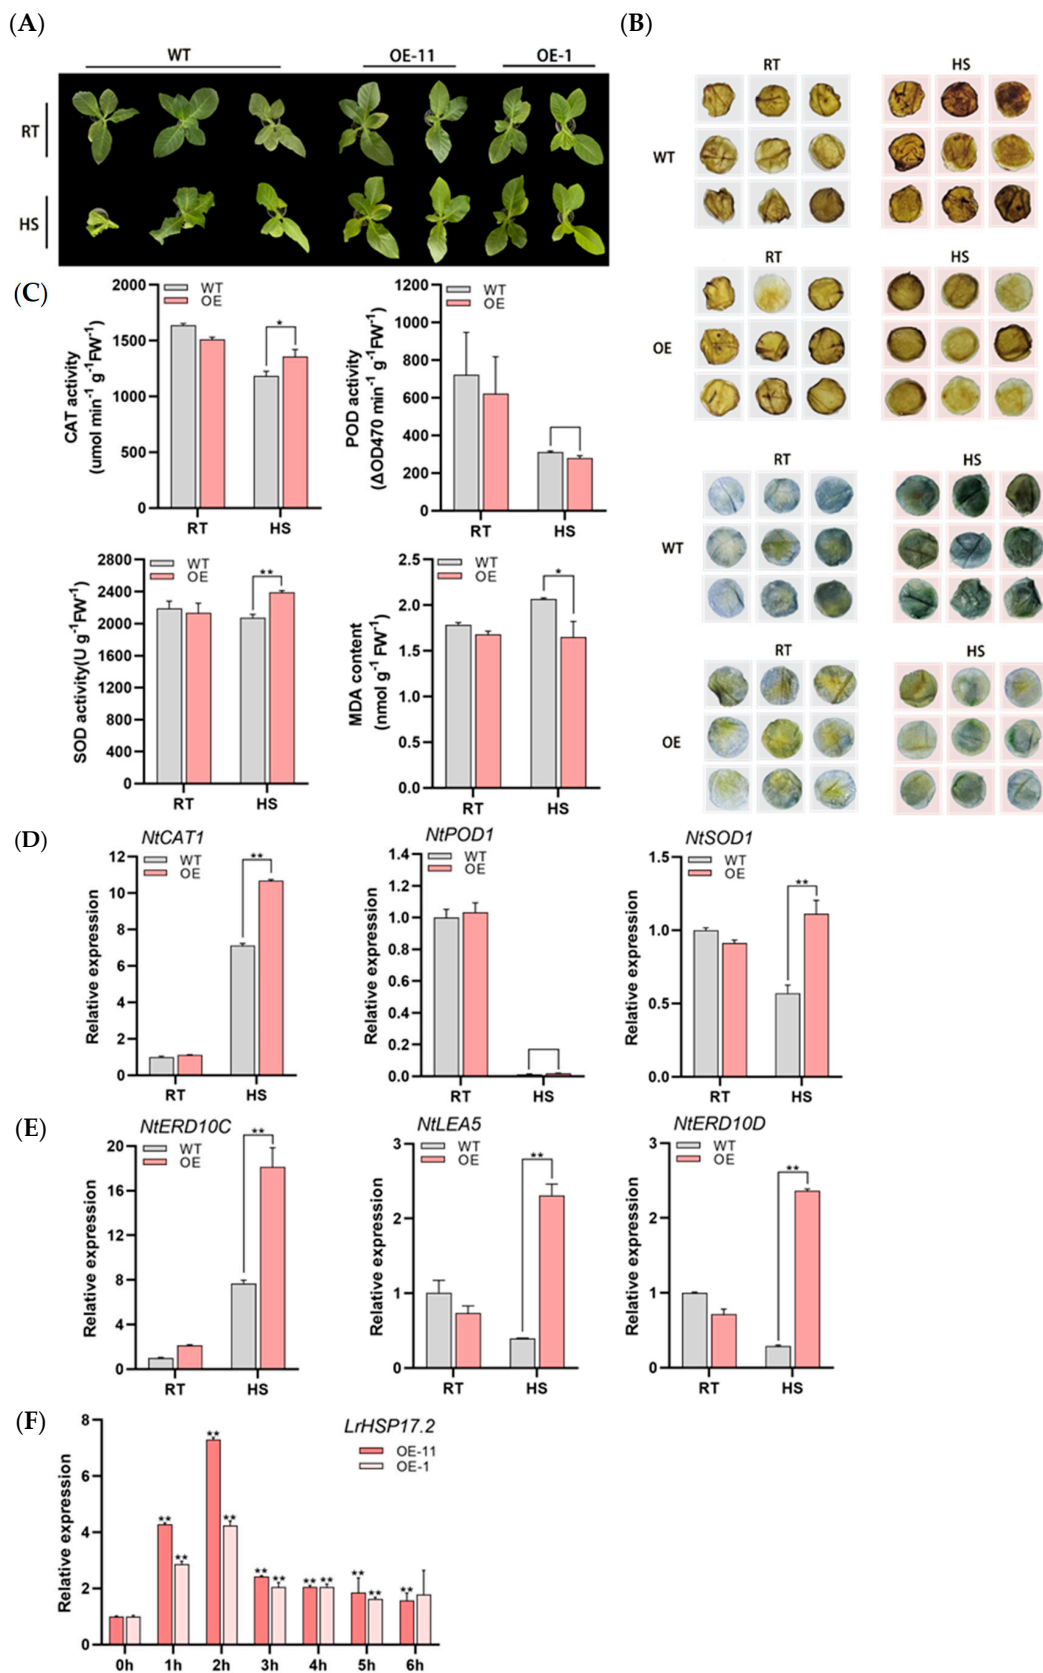 (A)
WT OE-11 OE-1
RT
HS
(B)
RT HS
WT
RT HS
OE
RT HS
WT
RT HS
OE
(C)
WT
OE
CAT activity
(umol min⁻¹ g⁻¹FW⁻¹)
2000
1500
1000
500
0
*
RT HS
WT
OE
POD activity
(ΔOD470 min⁻¹ g⁻¹FW⁻¹)
1200
1000
800
600
400
200
0
RT HS
WT
OE
SOD activity(U g⁻¹FW⁻¹)
2800
2400
2000
1600
1200
800
400
0
**
RT HS
WT
OE
MDA content
(nmol g⁻¹ FW⁻¹)
2.5
2.0
1.5
1.0
0.5
0.0
*
RT HS
(D)
NtCAT1
WT
OE
Relative expression
12
10
8
6
4
2
0
**
RT HS
NtPOD1
WT
OE
Relative expression
1.4
1.2
1.0
0.8
0.6
0.4
0.2
0.0
RT HS
NtSOD1
WT
OE
Relative expression
1.5
1.0
0.5
0.0
**
RT HS
(E)
NtERD10C
WT
OE
Relative expression
20
16
12
8
4
0
**
RT HS
NtLEA5
WT
OE
Relative expression
3
2
1
0
**
RT HS
NtERD10D
WT
OE
Relative expression
3
2
1
0
**
RT HS
(F)
LrHSP17.2
OE-11
OE-1
Relative expression
8
6
4
2
0
** ** ** ** ** ** ** ** ** ** **
0h 1h 2h 3h 4h 5h 6h